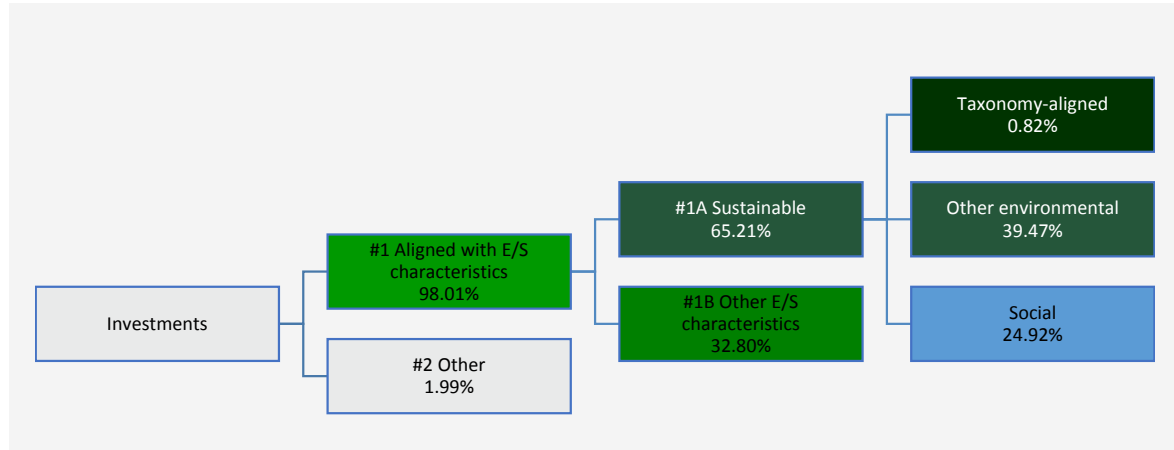 Investments
#1 Aligned with E/S
characteristics
98.01%
#2 Other
1.99%
#1A Sustainable
65.21%
#1B Other E/S
characteristics
32.80%
Taxonomy-aligned
0.82%
Other environmental
39.47%
Social
24.92%